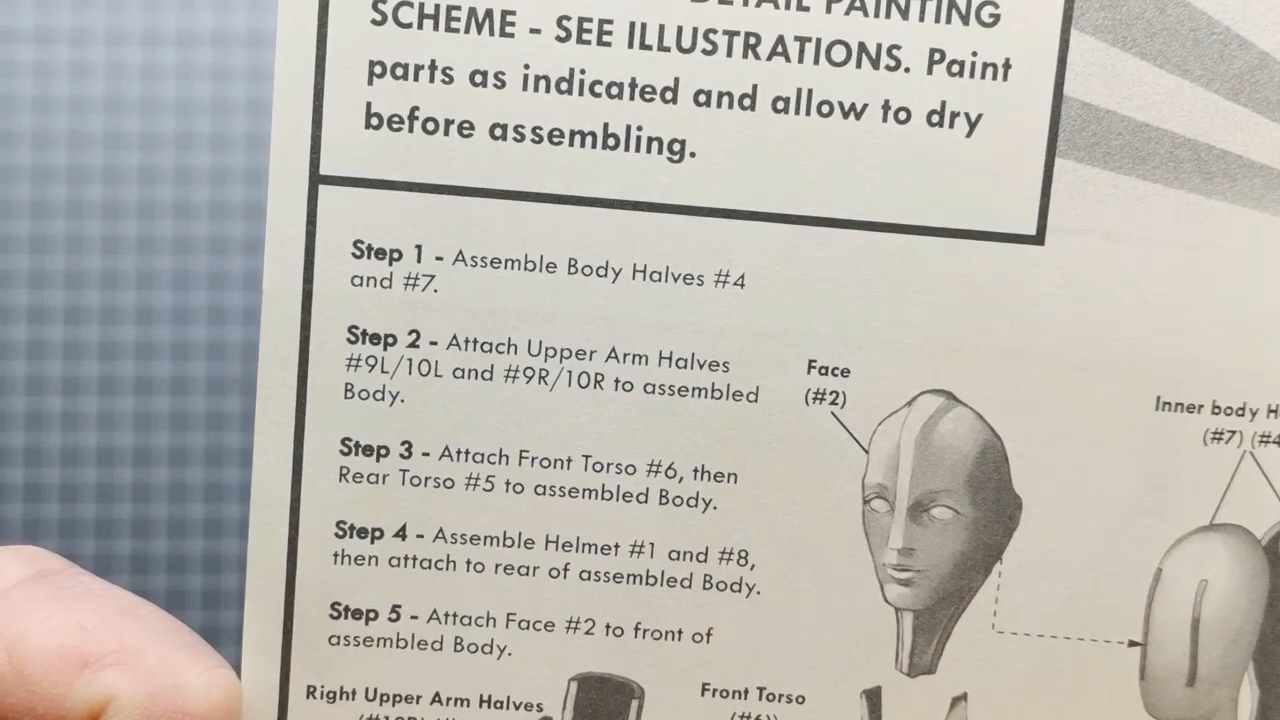 DETAIL PAINTING
SCHEME - SEE ILLUSTRATIONS. Paint
parts as indicated and allow to dry
before assembling.
Step 1 - Assemble Body Halves #4
and #7.
Step 2 - Attach Upper Arm Halves
#9L/10L and #9R/10R to assembled
Body.
Step 3 - Attach Front Torso #6, then
Rear Torso #5 to assembled Body.
Step 4 - Assemble Helmet #1 and #8,
then attach to rear of assembled Body.
Step 5 - Attach Face #2 to front of
assembled Body.
Face
(#2)
Inner body H
(#7) (#4
Right Upper Arm Halves
Front Torso
(#6)